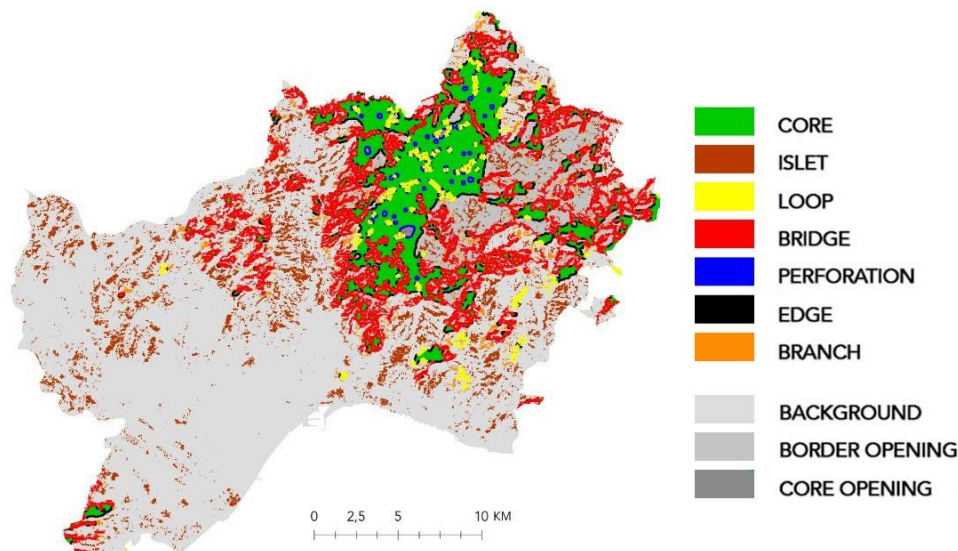 CORE
ISLET
LOOP
BRIDGE
PERFORATION
EDGE
BRANCH
BACKGROUND
BORDER OPENING
CORE OPENING
0 2,5 5 10 KM